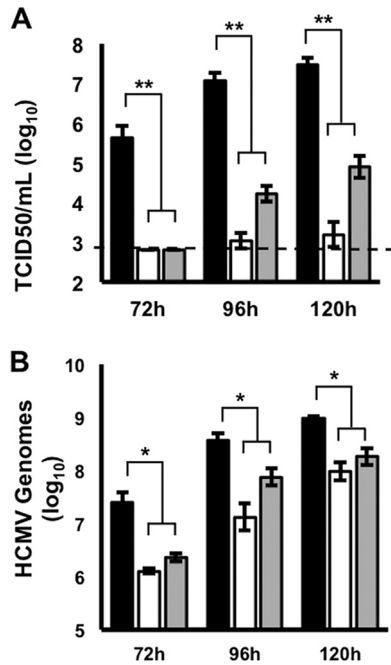 A
TCID50/mL (log10)
8
7
6
5
4
3
2
**
**
**
72h
96h
120h
B
HCMV Genomes
(log10)
10
9
8
7
6
5
*
*
*
72h
96h
120h